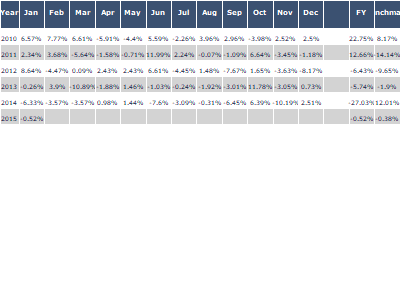 Year Jan Feb Mar Apr May Jun Jul Aug Sep Oct Nov Dec FY nchma
2010 6.57% 7.77% 6.61% -5.91% -4.4% 5.59% -2.26% 3.96% 2.96% -3.98% 2.52% 2.5% 22.75% 8.17%
2011 2.34% 3.68% -5.64% -1.58% -0.71% 11.99% 2.24% -0.07% -1.09% 6.64% -3.45% -1.18% 12.66% -14.14%
2012 8.64% -4.47% 0.09% 2.43% 2.43% 6.61% -4.45% 1.48% -7.67% 1.65% -3.63% -8.17% -6.43% -9.65%
2013 -0.26% 3.9% -10.89% -1.88% 1.46% -1.03% -0.24% -1.92% -3.01% 11.78% -3.05% 0.73% -5.74% -1.9%
2014 -6.33% -3.57% -3.57% 0.98% 1.44% -7.6% -3.09% -0.31% -6.45% 6.39% -10.19% 2.51% -27.03% 12.01%
2015 -0.52% -0.52% -0.38%